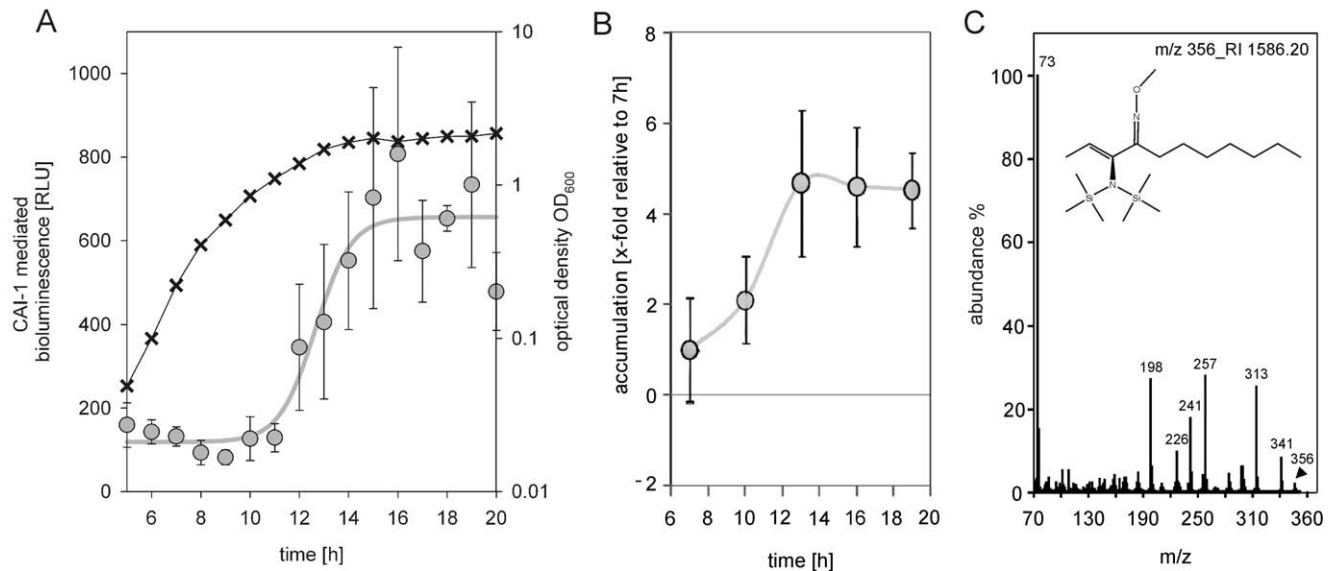 A
1000
800
600
400
200
0
CAI-1 mediated
bioluminescence [RLU]
10
1
0.1
0.01
optical density OD600
6 8 10 12 14 16 18 20
time [h]
B
8
6
4
2
0
-2
accumulation [x-fold relative to 7h]
6 8 10 12 14 16 18 20
time [h]
C
m/z 356_RI 1586.20
100
80
60
40
20
0
abundance %
73
O
N
N
Si
Si
198
226
241
257
313
341
356
70 130 190 250 310 360
m/z